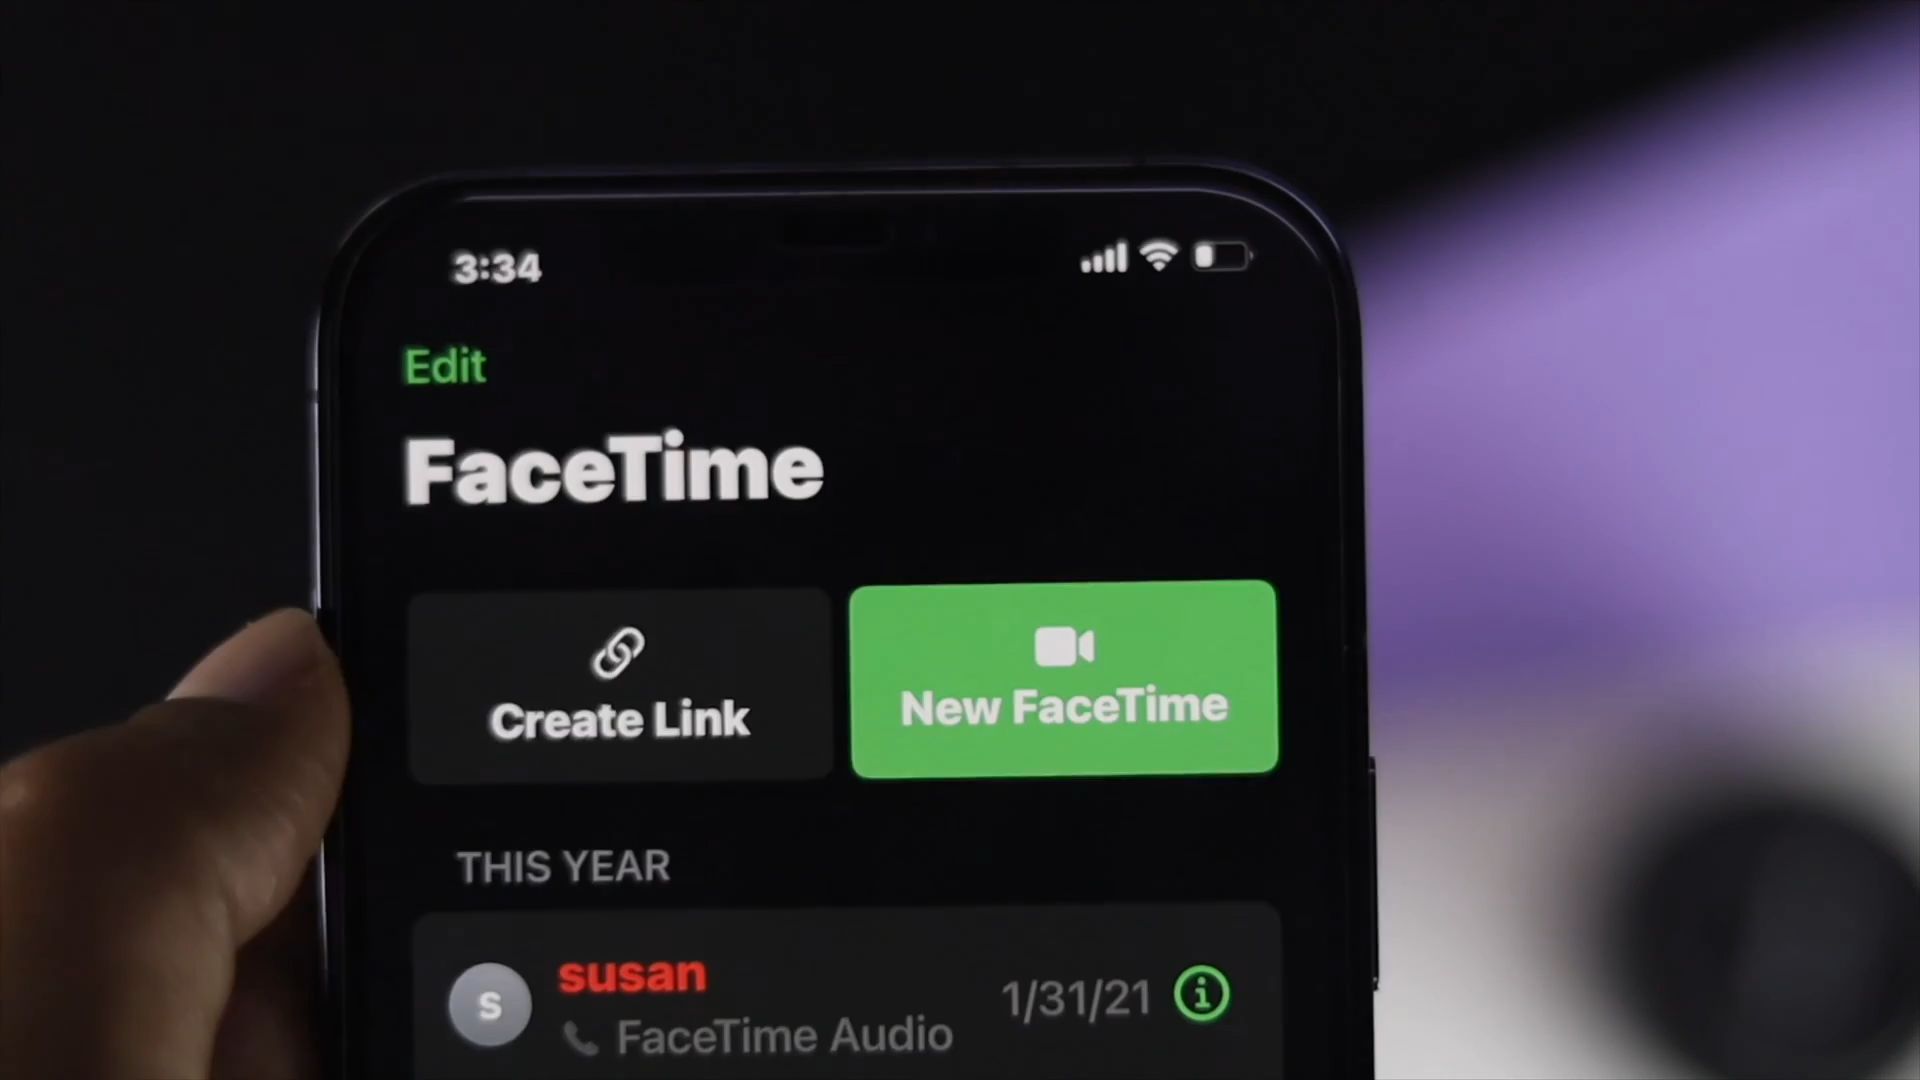 3:34
Edit
FaceTime
Create Link
New FaceTime
THIS YEAR
S
susan
1/31/21
FaceTime Audio